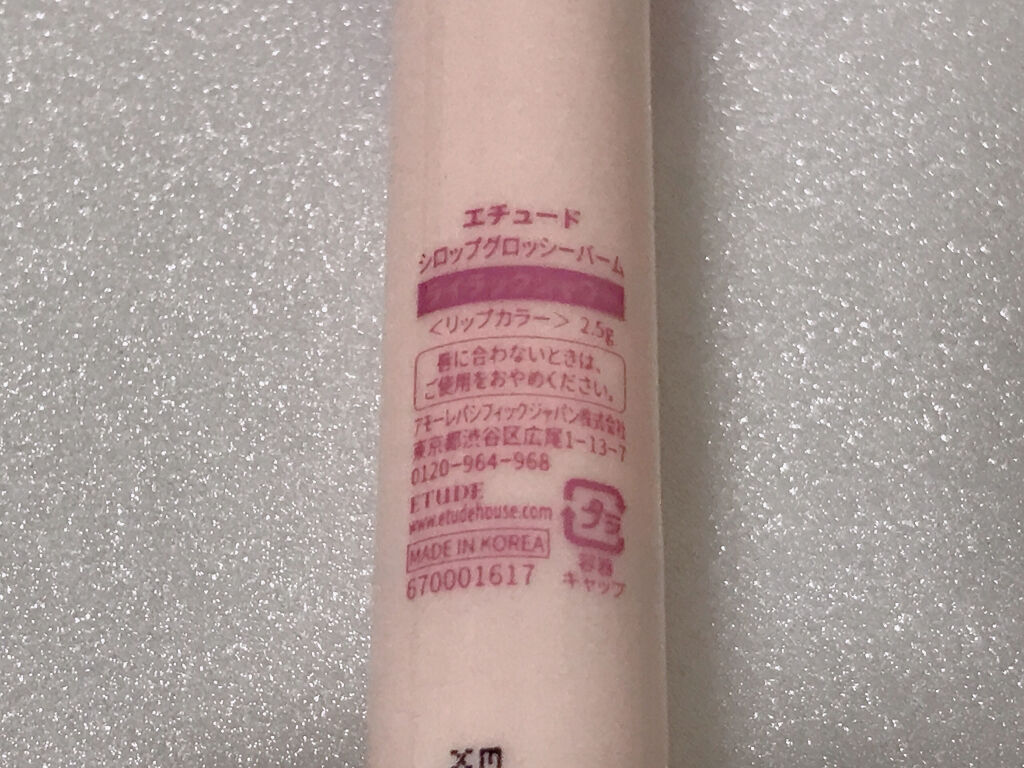 エチュード
シロップグロッシーバーム
＜リップカラー＞ 2.5g
唇に合わないときは、
ご使用をおやめください。
アモーレパシフィックジャパン株式会社
東京都渋谷区広尾1-13-7
0120-964-968
ETUDE
www.etudehouse.com
MADE IN KOREA
670001617
プラ
容器
キャップ
EX